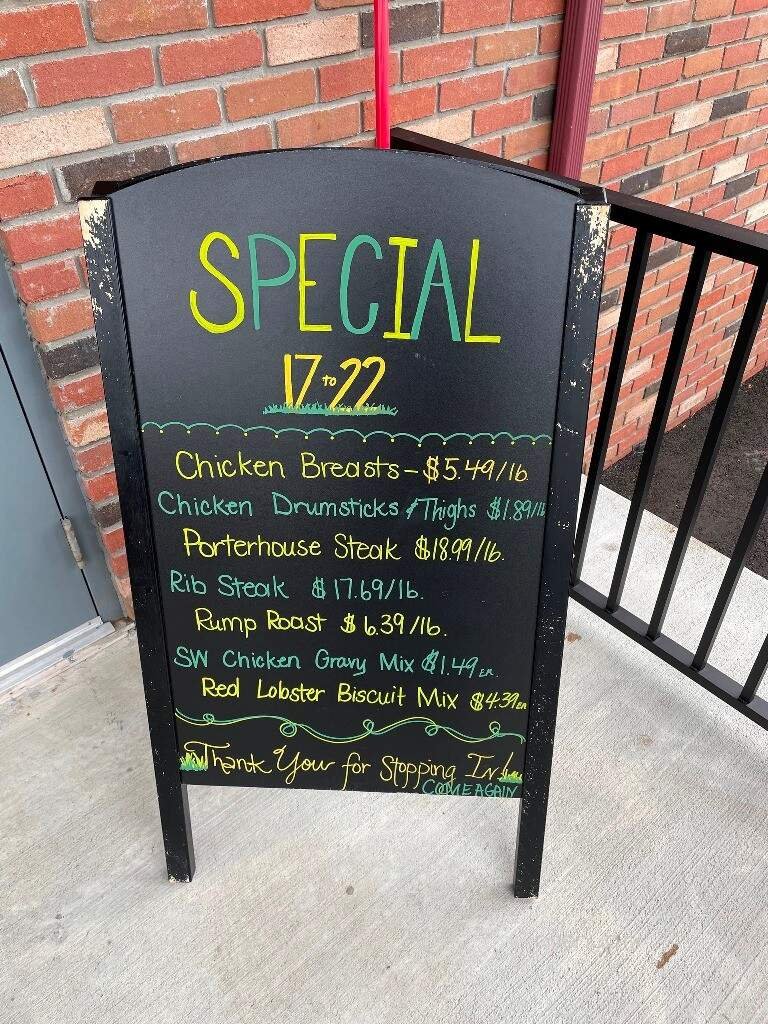 SPECIAL
17 to 22
Chicken Breasts - $5.49/lb.
Chicken Drumsticks & Thighs $1.89/lb
Porterhouse Steak $18.99/lb.
Rib Steak $17.69/lb.
Rump Roast $6.39/lb.
SW Chicken Gravy Mix $1.49 EA.
Red Lobster Biscuit Mix $4.39 EA
Thank You for Stopping In!
COME AGAIN